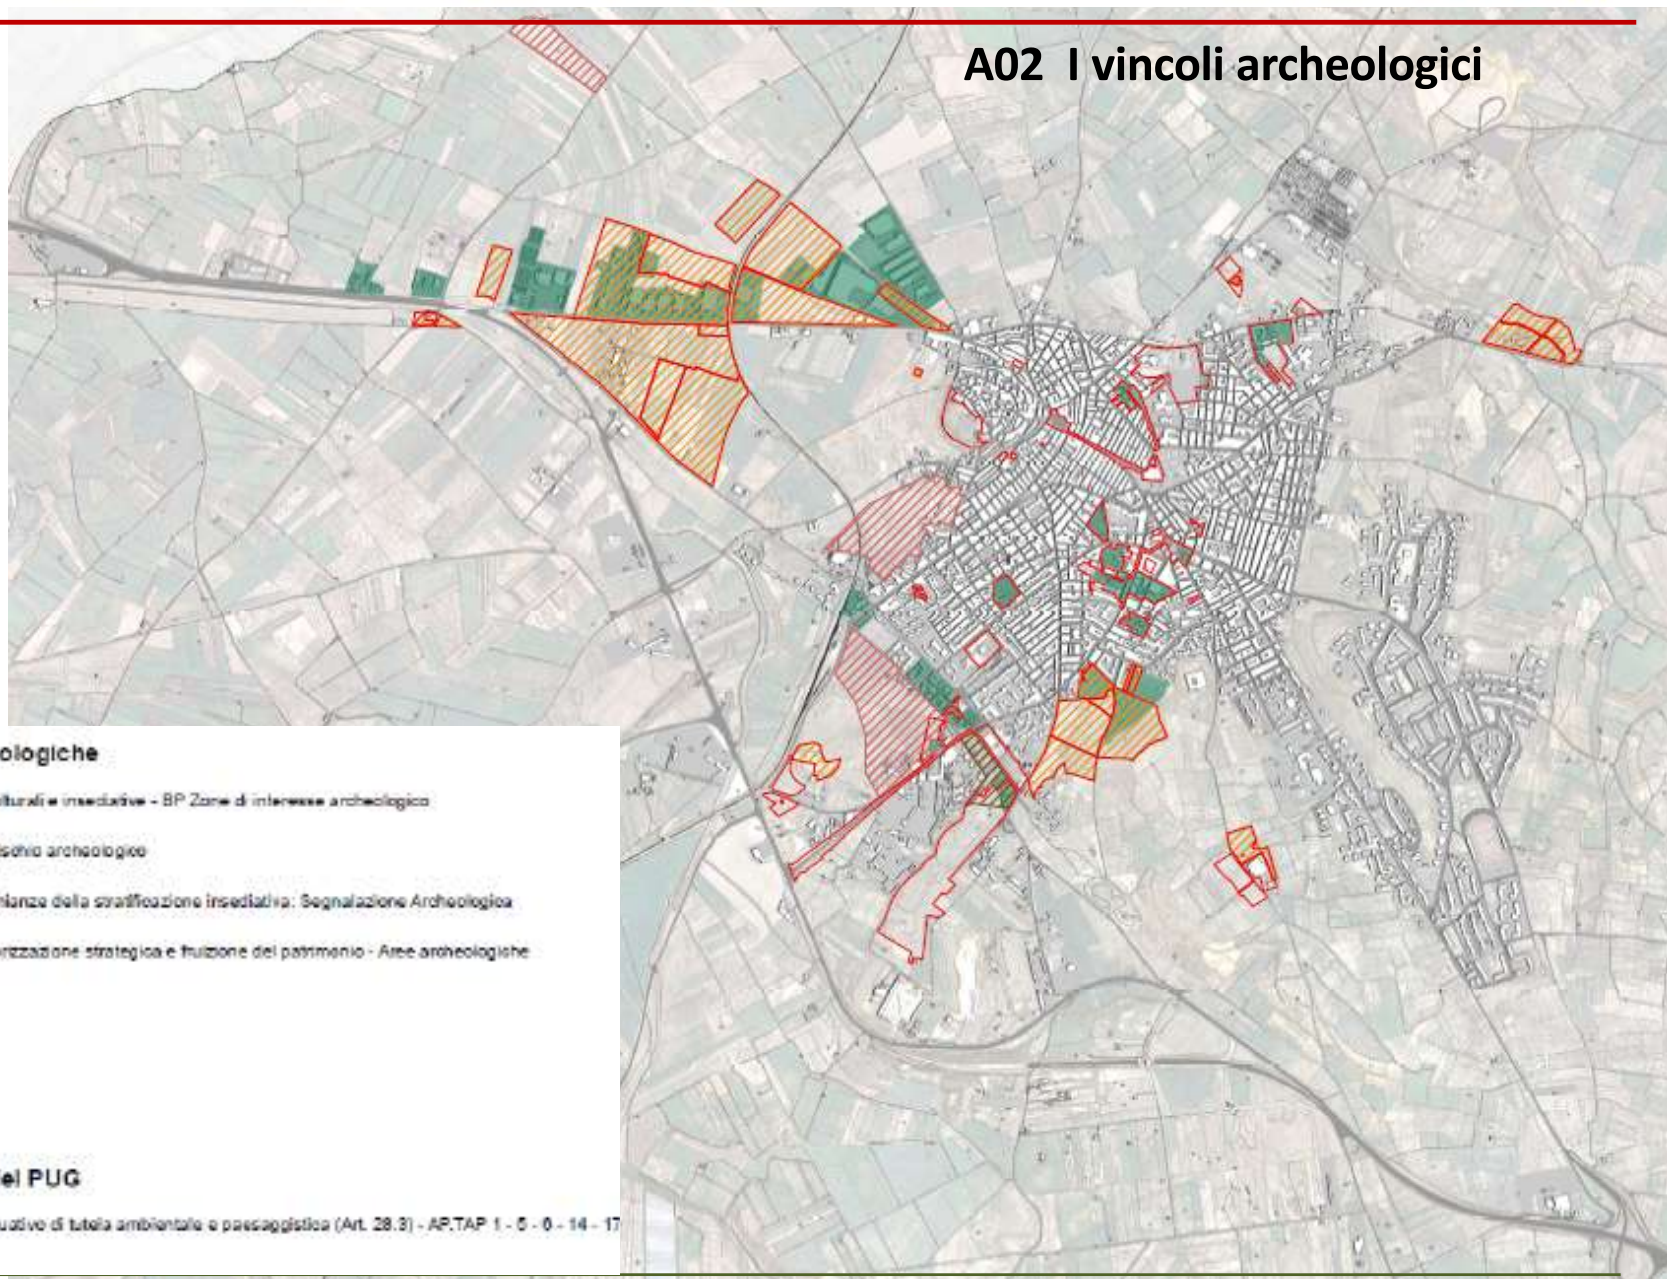 A02 I vincoli archeologici
ologiche
lturali e insediative - BP Zone di interesse archeologico
schio archeologico
nianze della stratificazione insediativa: Segnalazione Archeologica
rizzazione strategica e fruizione del patrimonio - Aree archeologiche
el PUG
uativo di tutela ambientale e paesaggistica (Art. 28.3) - AP.TAP 1 - 5 - 6 - 14 - 17